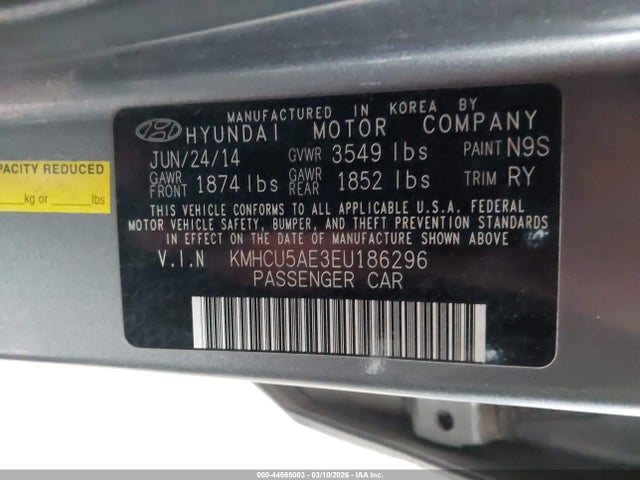 MANUFACTURED IN KOREA BY
HYUNDAI MOTOR COMPANY
JUN/24/14 GVWR 3549 lbs PAINT N9S
GAWR FRONT 1874 lbs GAWR REAR 1852 lbs TRIM RY
THIS VEHICLE CONFORMS TO ALL APPLICABLE U.S.A. FEDERAL
MOTOR VEHICLE SAFETY, BUMPER, AND THEFT PREVENTION STANDARDS
IN EFFECT ON THE DATE OF MANUFACTURE SHOWN ABOVE
V.I.N KMHCU5AE3EU186296
PASSENGER CAR
APACITY REDUCED
kg or lbs
000-44565003 - 03/10/2026 - IAAI.COM